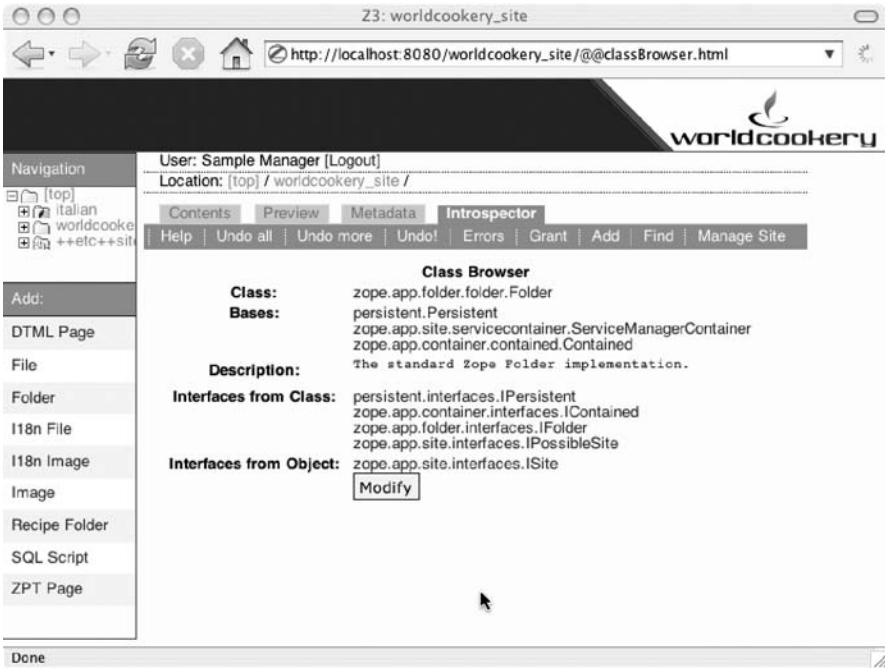 Z3: worldcookery_site
http://localhost:8080/worldcookery_site/@@classBrowser.html
worldcookery
Navigation
[top]
italian
worldcooke
++etc++sit
User: Sample Manager [Logout]
Location: [top] / worldcookery_site /
Contents Preview Metadata Introspector
Help Undo all Undo more Undo! Errors Grant Add Find Manage Site
Add:
DTML Page
File
Folder
I18n File
I18n Image
Image
Recipe Folder
SQL Script
ZPT Page
Class Browser
Class: zope.app.folder.folder.Folder
Bases: persistent.Persistent
zope.app.site.servicecontainer.ServiceManagerContainer
zope.app.container.contained.Contained
Description: The standard Zope Folder implementation.
Interfaces from Class: persistent.interfaces.IPersistent
zope.app.container.interfaces.IContained
zope.app.folder.interfaces.IFolder
zope.app.site.interfaces.IPossibleSite
Interfaces from Object: zope.app.site.interfaces.ISite
Modify
Done